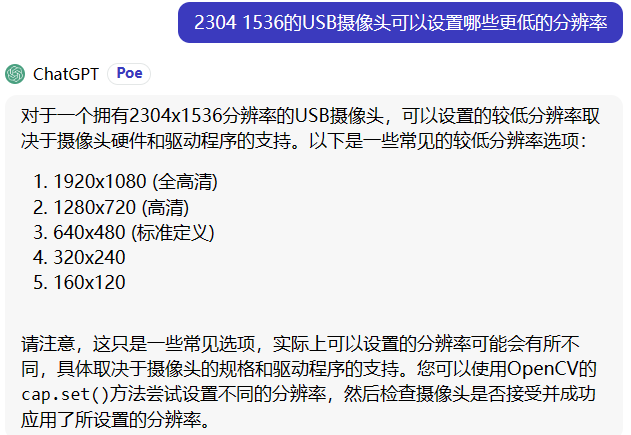 2304 1536的USB摄像头可以设置哪些更低的分辨率
ChatGPT Poe
对于一个拥有2304x1536分辨率的USB摄像头，可以设置的较低分辨率取
决于摄像头硬件和驱动程序的支持。以下是一些常见的较低分辨率选项：
1. 1920x1080 (全高清)
2. 1280x720 (高清)
3. 640x480 (标准定义)
4. 320x240
5. 160x120
请注意，这只是一些常见选项，实际上可以设置的分辨率可能会有所不
同，具体取决于摄像头的规格和驱动程序的支持。您可以使用OpenCV的
cap.set()方法尝试设置不同的分辨率，然后检查摄像头是否接受并成功
应用了所设置的分辨率。